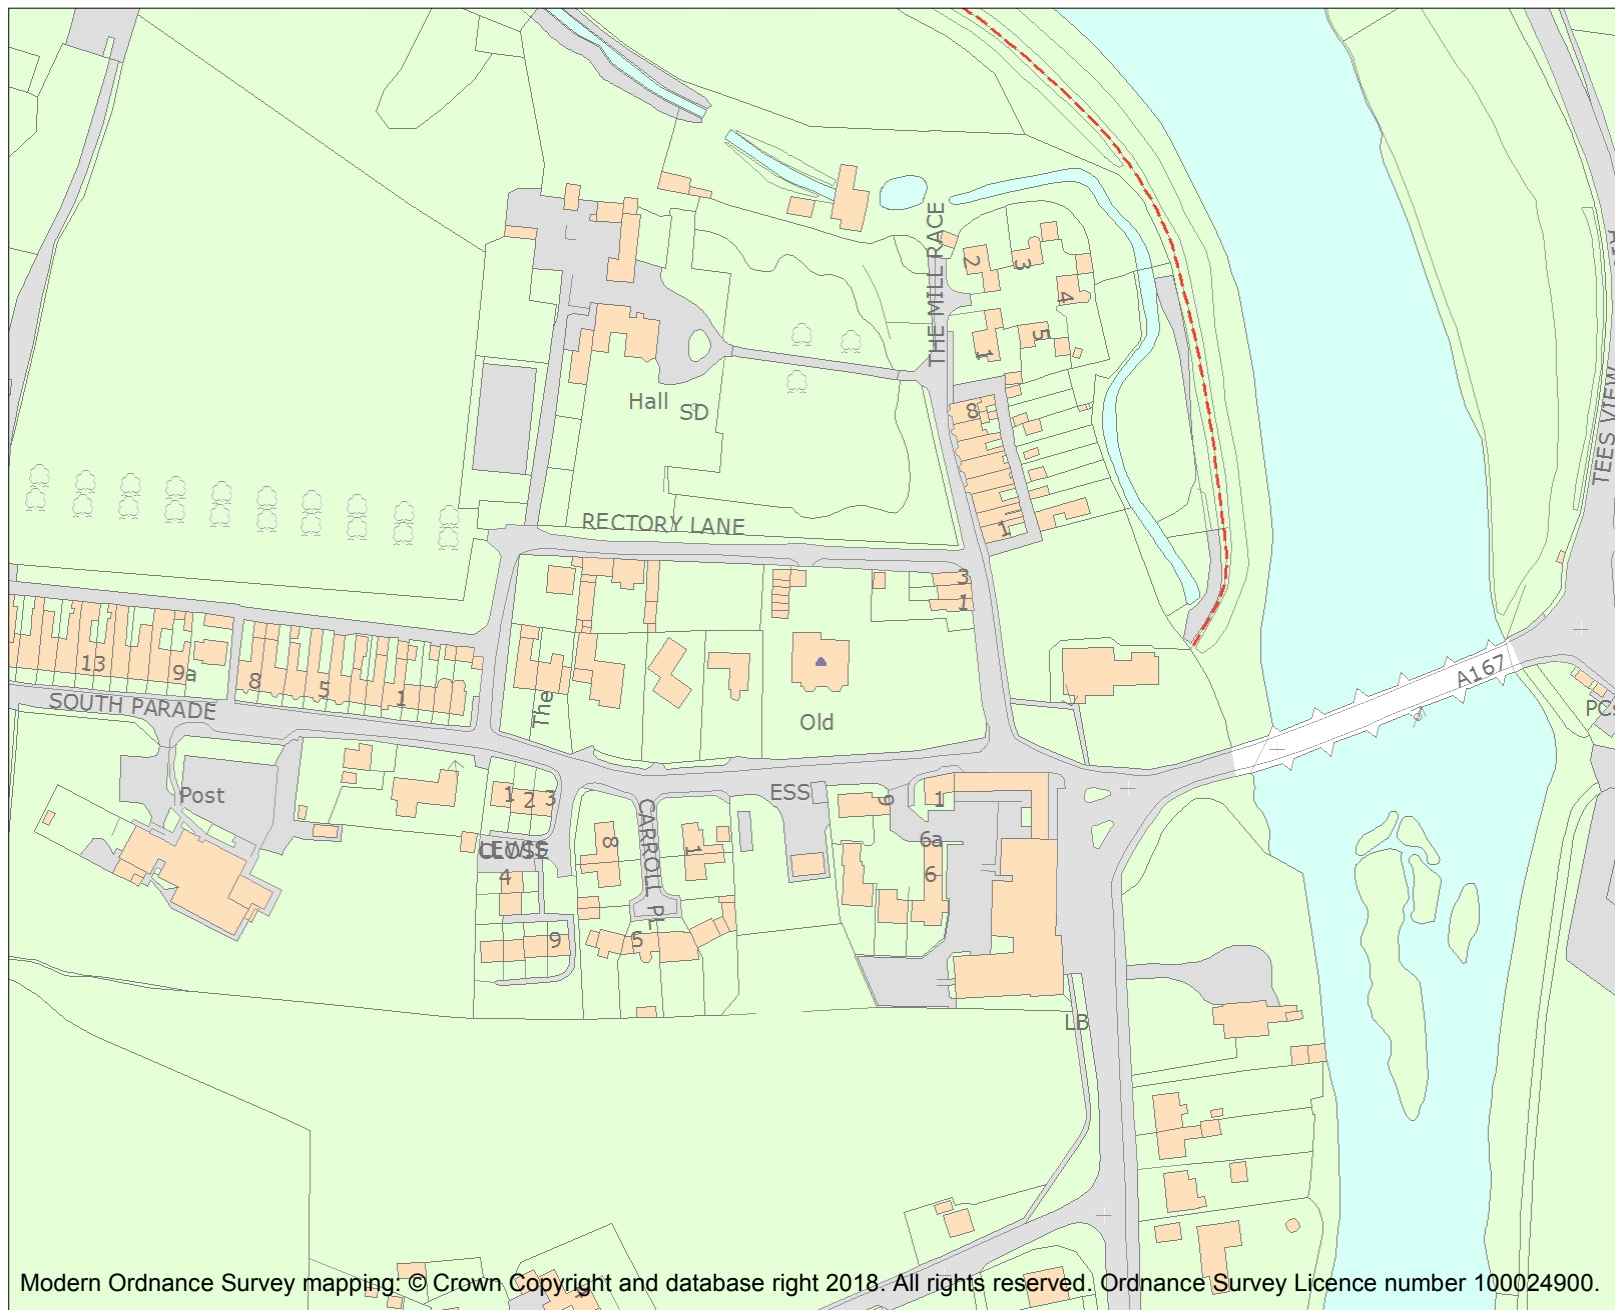 THE MILL RACE
2
3
4
5
1
Hall
SD
8
RECTORY LANE
1
3
1
TEES VIEW
13
9a
8
5
1
SOUTH PARADE
The
Old
A167
PCs
Post
1 2 3
ESS
9
1
CARROLL PL
8
1
6a
6
LEWIS
CLOSE
4
9
5
LB
Modern Ordnance Survey mapping: © Crown Copyright and database right 2018. All rights reserved. Ordnance Survey Licence number 100024900.